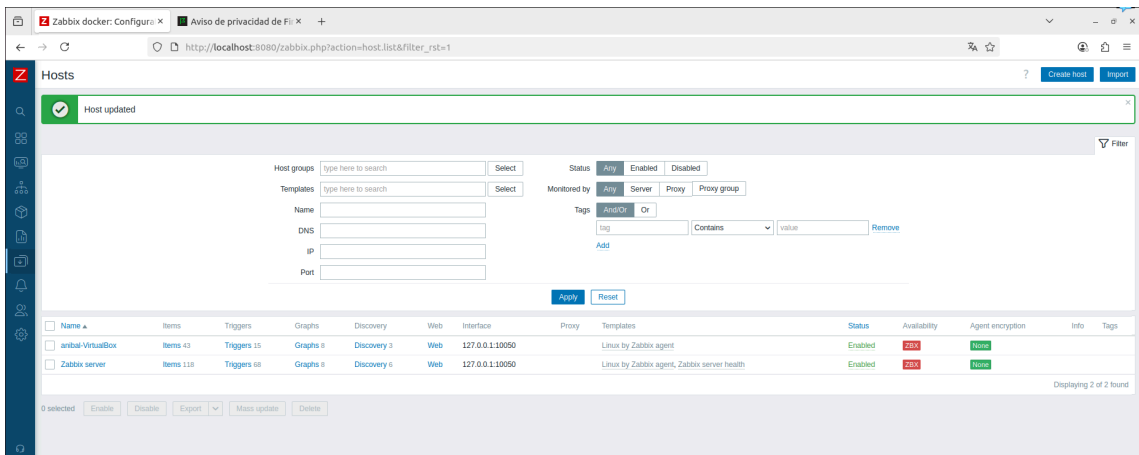 Zabbix docker: Configura × Aviso de privacidad de Fi × +
http://localhost:8080/zabbix.php?action=host.list&filter_rst=1
Z Hosts ? Create host Import
Host updated
Filter
Host groups type here to search Select Status Any Enabled Disabled
Templates type here to search Select Monitored by Any Server Proxy Proxy group
Name Tags And/Or Or
DNS tag Contains value Remove
IP Add
Port
Apply Reset
Name Items Triggers Graphs Discovery Web Interface Proxy Templates Status Availability Agent encryption Info Tags
anibal-VirtualBox Items 43 Triggers 15 Graphs 8 Discovery 3 Web 127.0.0.1:10050 Linux by Zabbix agent Enabled ZBX None
Zabbix server Items 118 Triggers 68 Graphs 8 Discovery 6 Web 127.0.0.1:10050 Linux by Zabbix agent, Zabbix server health Enabled ZBX None
Displaying 2 of 2 found
0 selected Enable Disable Export Mass update Delete